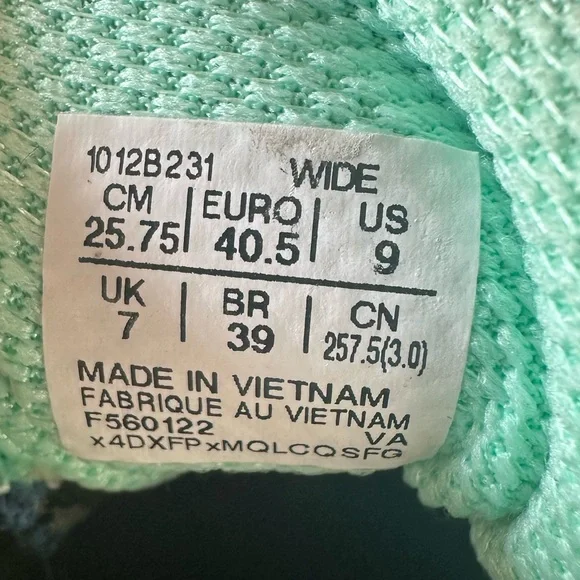 1012B231 WIDE
CM EURO US
25.75 40.5 9
UK BR CN
7 39 257.5(3.0)
MADE IN VIETNAM
FABRIQUE AU VIETNAM
F560122 VA
x4DXFPxMQLCQSFG